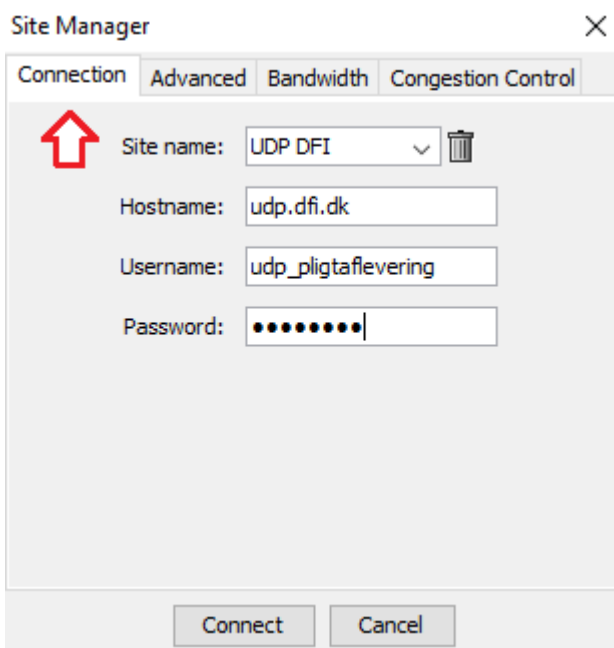 Site Manager
Connection Advanced Bandwidth Congestion Control
Site name: UDP DFI
Hostname: udp.dfi.dk
Username: udp_pligtaflevering
Password: ●●●●●●●●
Connect Cancel